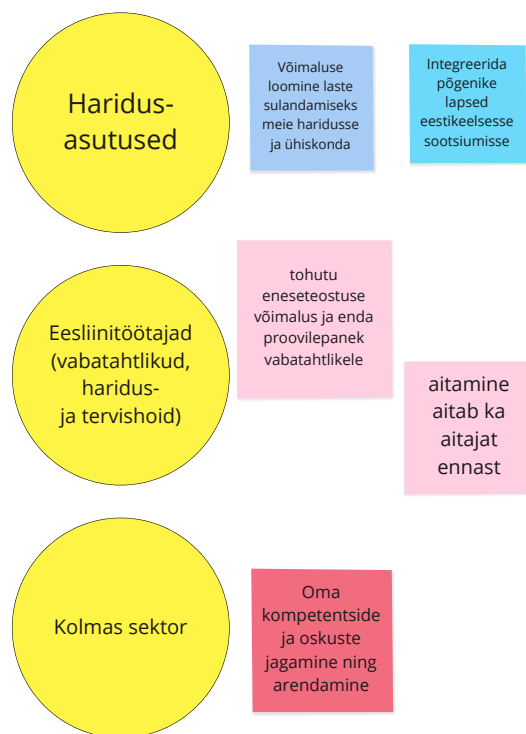 Haridus-
asutused
Võimaluse
loomine laste
sulandamiseks
meie haridusse
ja ühiskonda
Integreerida
põgenike
lapsed
eestikeelsesse
sootsiumisse
Eesliinitöötajad
(vabatahtlikud,
haridus-
ja tervishoid)
tohutu
eneseteostuse
võimalus ja enda
proovilepanek
vabatahtlikele
aitamine
aitab ka
aitajat
ennast
Kolmas sektor
Oma
kompetentside
ja oskuste
jagamine ning
arendamine